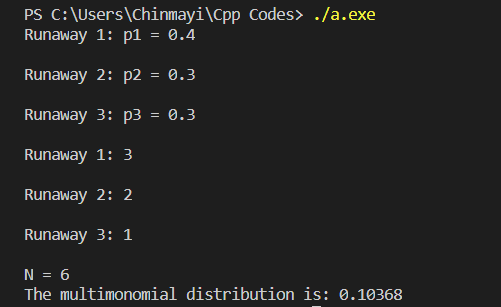 PS C:\Users\Chinmayi\Cpp Codes> ./a.exe
Runaway 1: p1 = 0.4
Runaway 2: p2 = 0.3
Runaway 3: p3 = 0.3
Runaway 1: 3
Runaway 2: 2
Runaway 3: 1
N = 6
The multimonomial distribution is: 0.10368